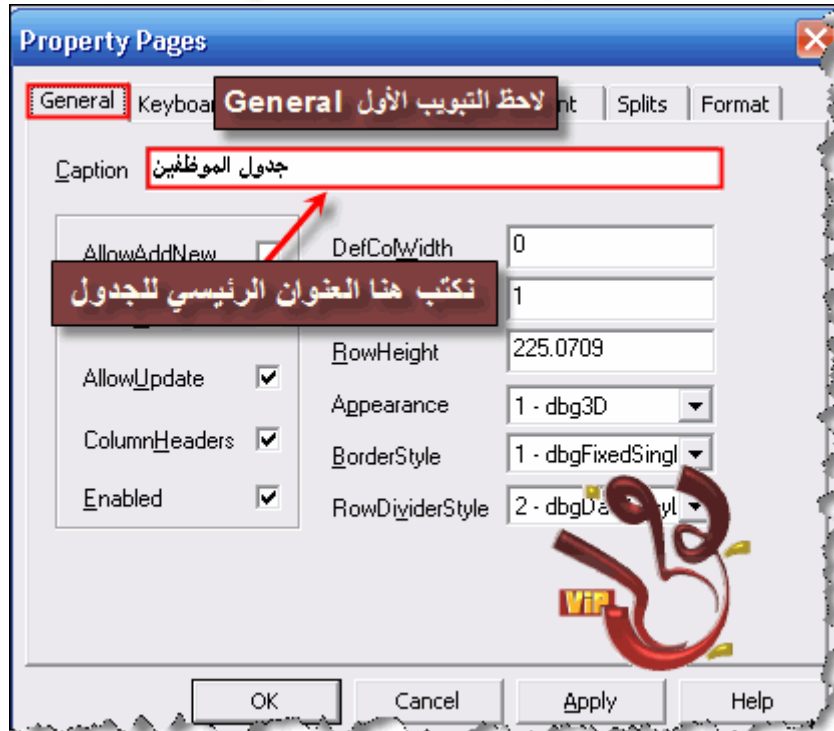 Property Pages
General
Keyboa
لاحظ التبويب الأول General
nt
Splits
Format
Caption
جدول الموظفين
AllowAddNew
DefColWidth
0
نكتب هنا العنوان الرئيسي للجدول
1
RowHeight
225.0709
AllowUpdate
Appearance
1 - dbg3D
ColumnHeaders
BorderStyle
1 - dbgFixedSingl
Enabled
RowDividerStyle
2 - dbgDa
yl
ViP
OK
Cancel
Apply
Help